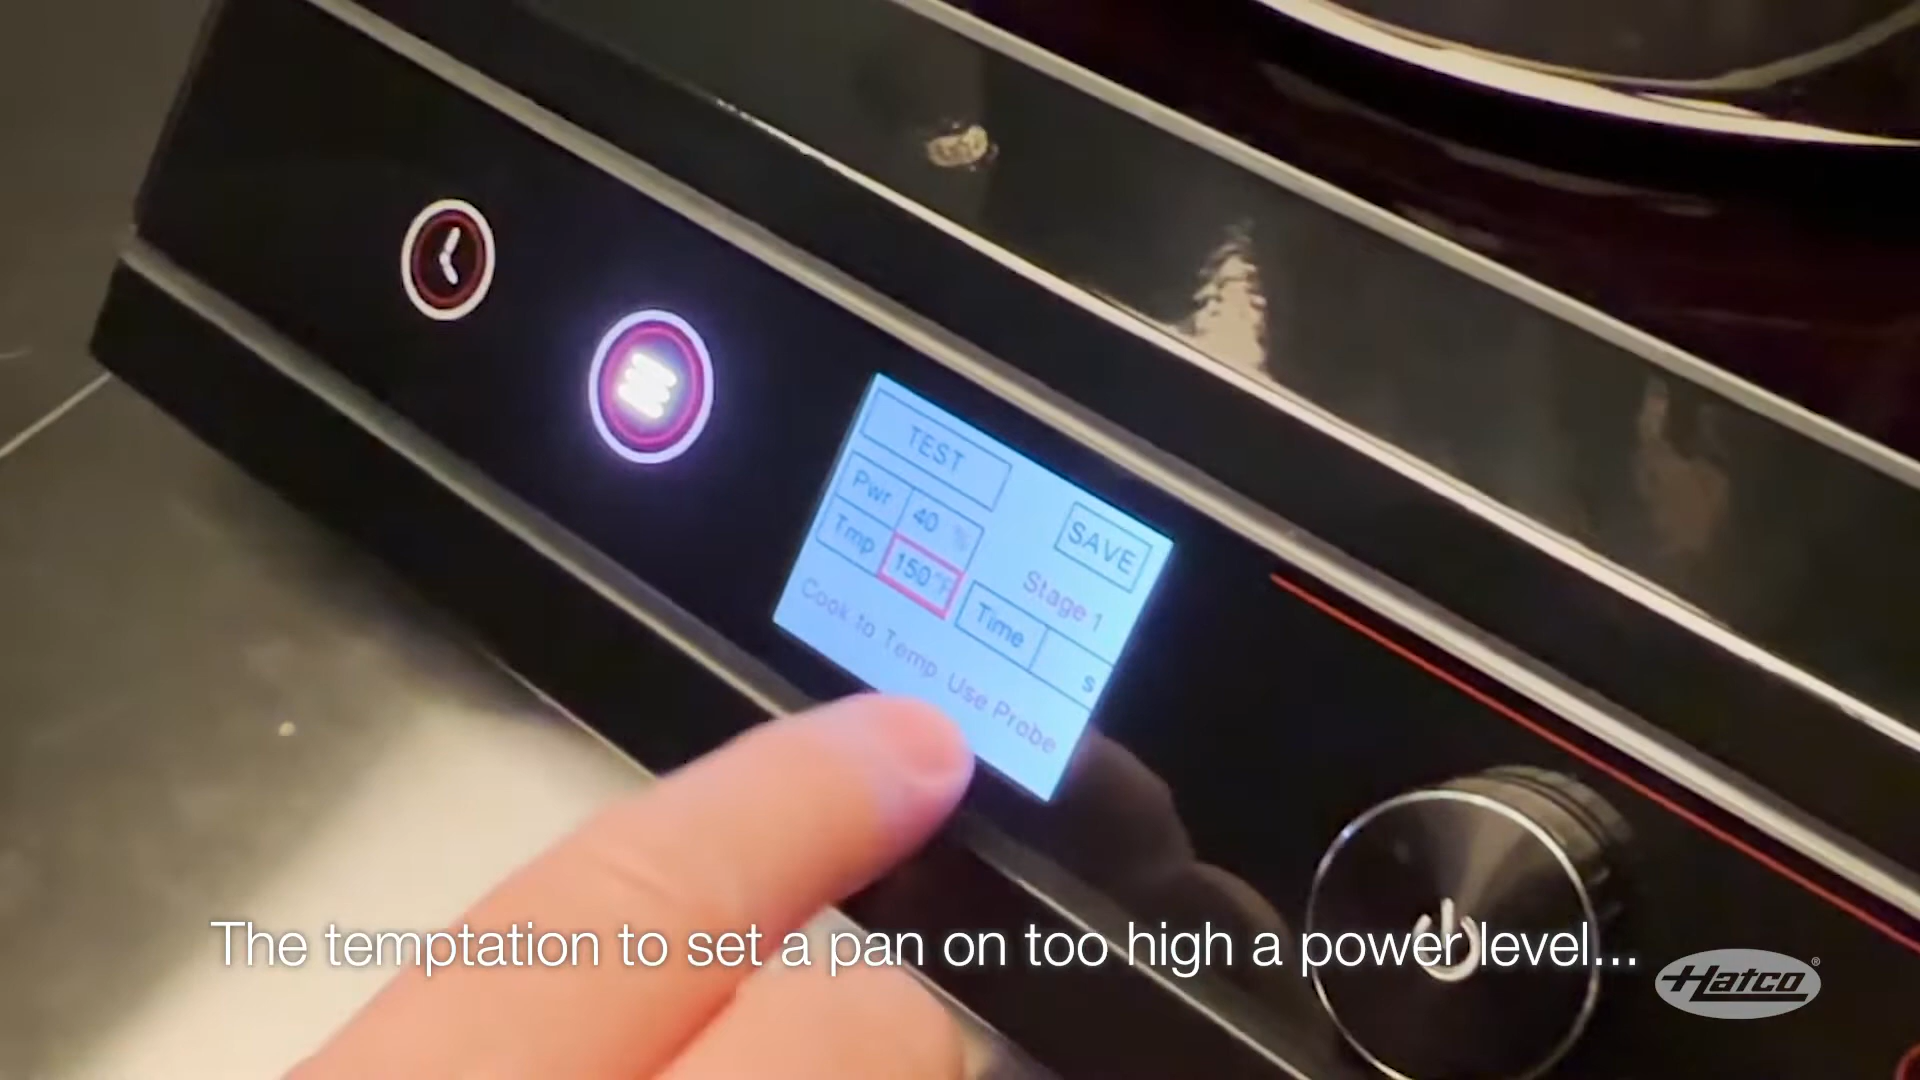 TEST
SAVE
Pwr 40 %
Tmp 150°F
Stage 1
Time s
Cook to Temp Use Probe
The temptation to set a pan on too high a power level...
Hatco®